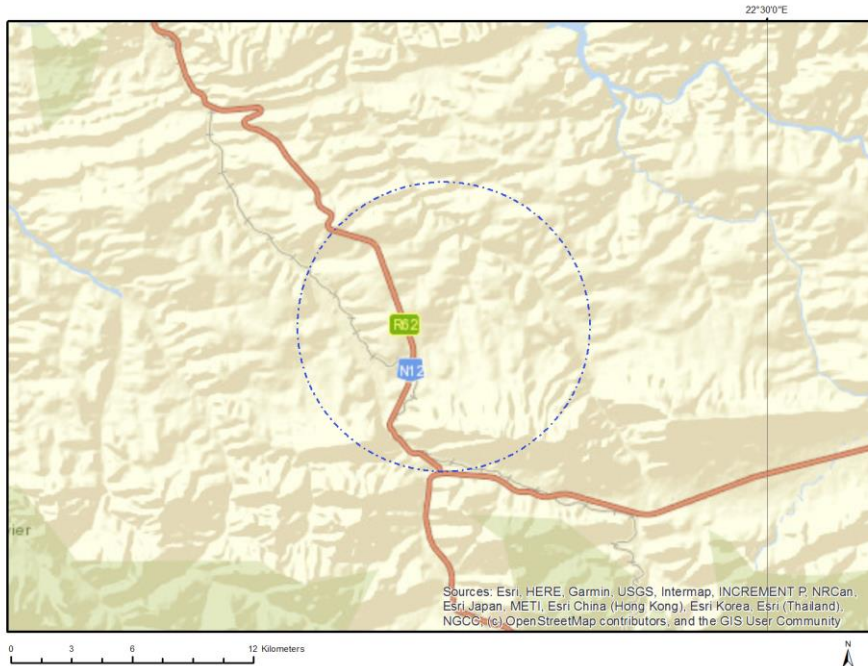 22°30'0"E
R62
N12
vier
Sources: Esri, HERE, Garmin, USGS, Intermap, INCREMENT P, NRCan,
Esri Japan, METI, Esri China (Hong Kong), Esri Korea, Esri (Thailand),
NGCC, (c) OpenStreetMap contributors, and the GIS User Community
0 3 6 12 Kilometers
N